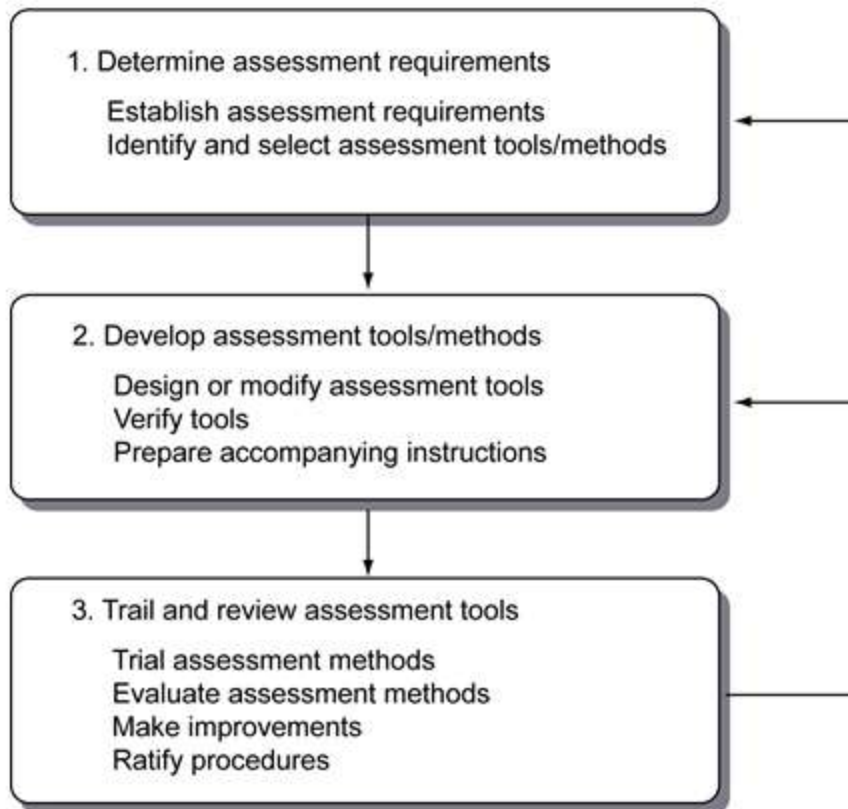 1. Determine assessment requirements
Establish assessment requirements
Identify and select assessment tools/methods
2. Develop assessment tools/methods
Design or modify assessment tools
Verify tools
Prepare accompanying instructions
3. Trail and review assessment tools
Trial assessment methods
Evaluate assessment methods
Make improvements
Ratify procedures